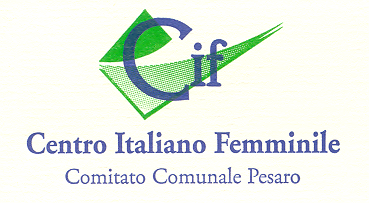 Cif
Centro Italiano Femminile
Comitato Comunale Pesaro